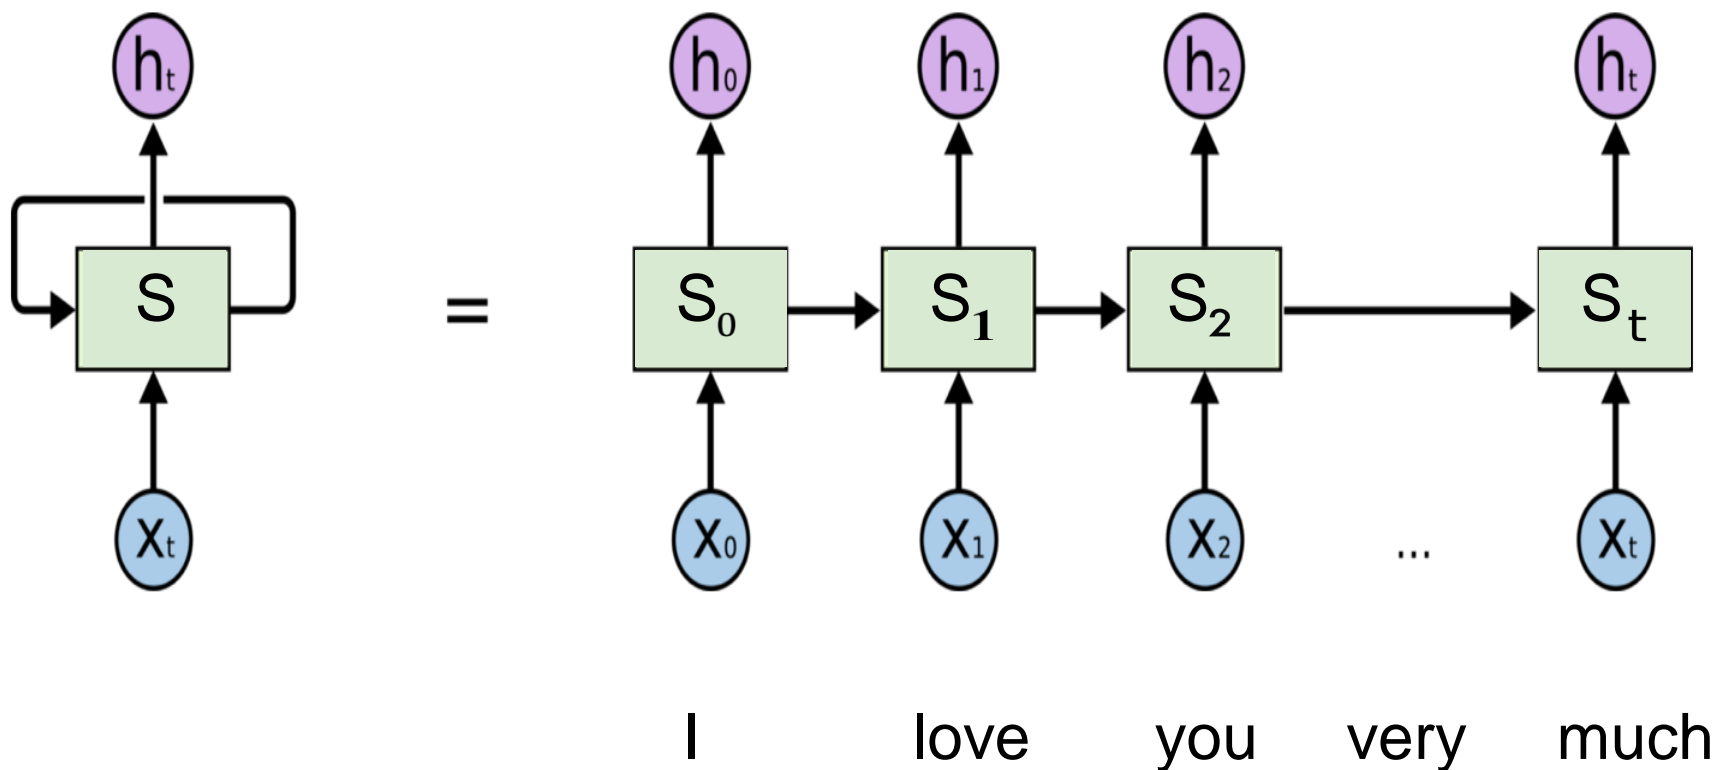 ht h0 h1 h2 ht
S = S0 S1 S2 St
Xt X0 X1 X2 ... Xt
I love you very much